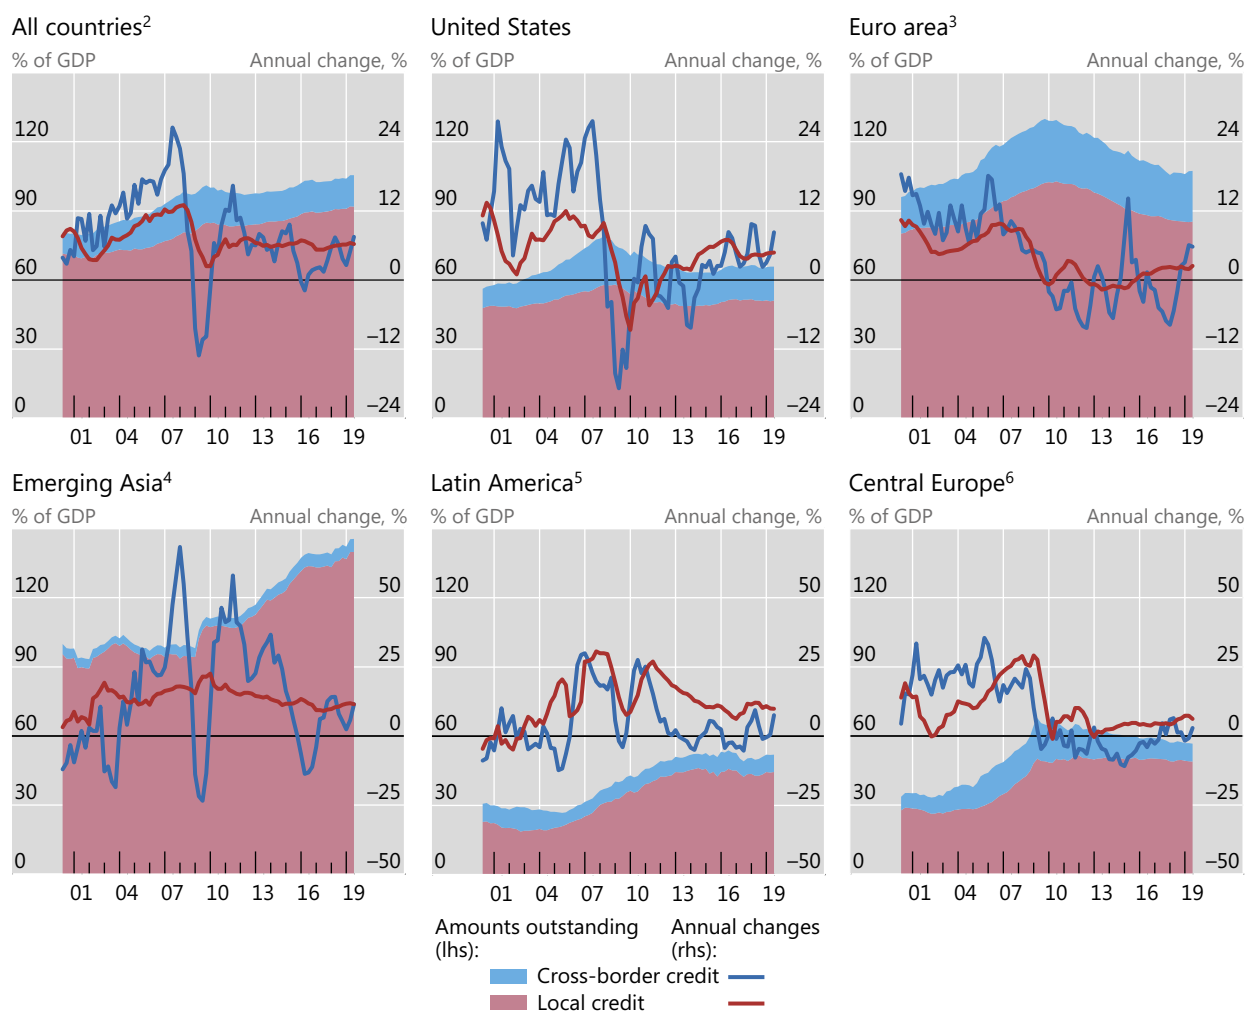 All countries2
% of GDP Annual change, %
120 24
90 12
60 0
30 –12
0 –24
01 04 07 10 13 16 19
United States
% of GDP Annual change, %
120 24
90 12
60 0
30 –12
0 –24
01 04 07 10 13 16 19
Euro area3
% of GDP Annual change, %
120 24
90 12
60 0
30 –12
0 –24
01 04 07 10 13 16 19
Emerging Asia4
% of GDP Annual change, %
120 50
90 25
60 0
30 –25
0 –50
01 04 07 10 13 16 19
Latin America5
% of GDP Annual change, %
120 50
90 25
60 0
30 –25
0 –50
01 04 07 10 13 16 19
Central Europe6
% of GDP Annual change, %
120 50
90 25
60 0
30 –25
0 –50
01 04 07 10 13 16 19
Amounts outstanding Annual changes
(lhs): (rhs):
Cross-border credit
Local credit